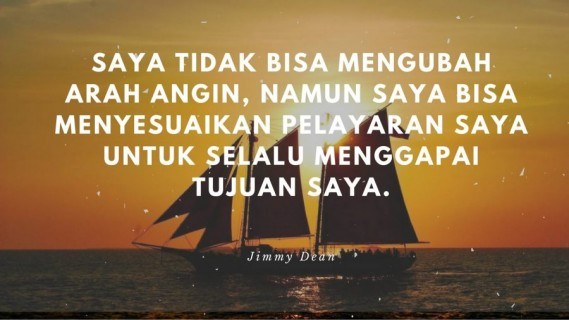 SAYA TIDAK BISA MENGUBAH
ARAH ANGIN, NAMUN SAYA BISA
MENYESUAIKAN PELAYARAN SAYA
UNTUK SELALU MENGGAPAI
TUJUAN SAYA.
Jimmy Dean